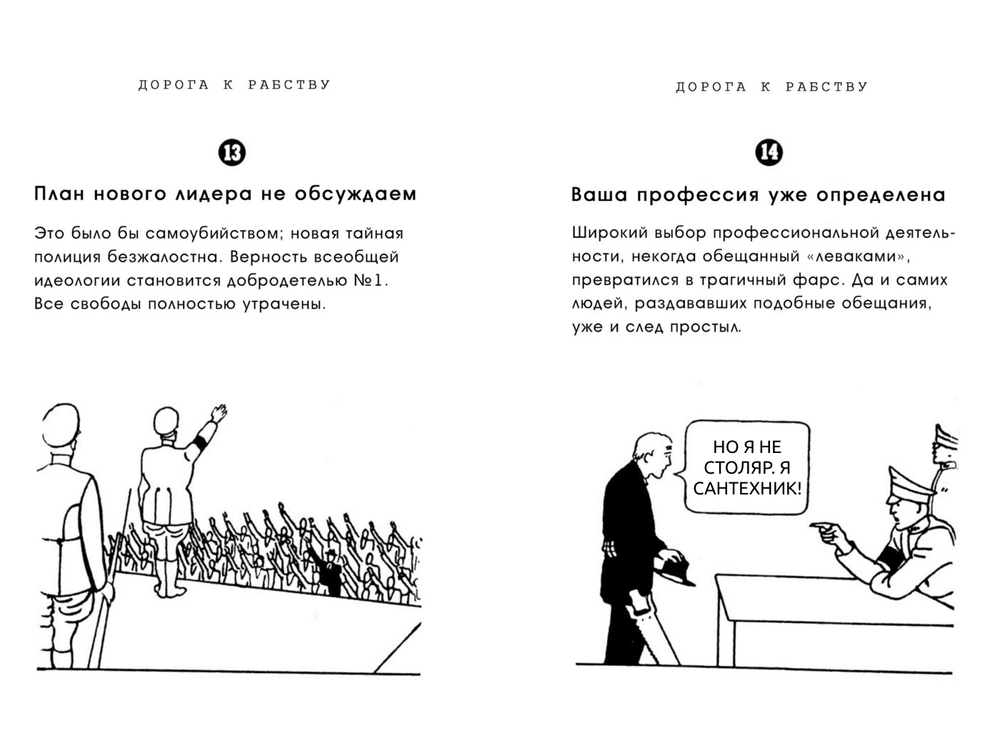 ДОРОГА К РАБСТВУ
13
План нового лидера не обсуждаем
Это было бы самоубийством; новая тайная
полиция безжалостна. Верность всеобщей
идеологии становится добродетелью №1.
Все свободы полностью утрачены.
ДОРОГА К РАБСТВУ
14
Ваша профессия уже определена
Широкий выбор профессиональной деятель-
ности, некогда обещанный «леваками»,
превратился в трагичный фарс. Да и самих
людей, раздававших подобные обещания,
уже и след простыл.
НО Я НЕ
СТОЛЯР. Я
САНТЕХНИК!